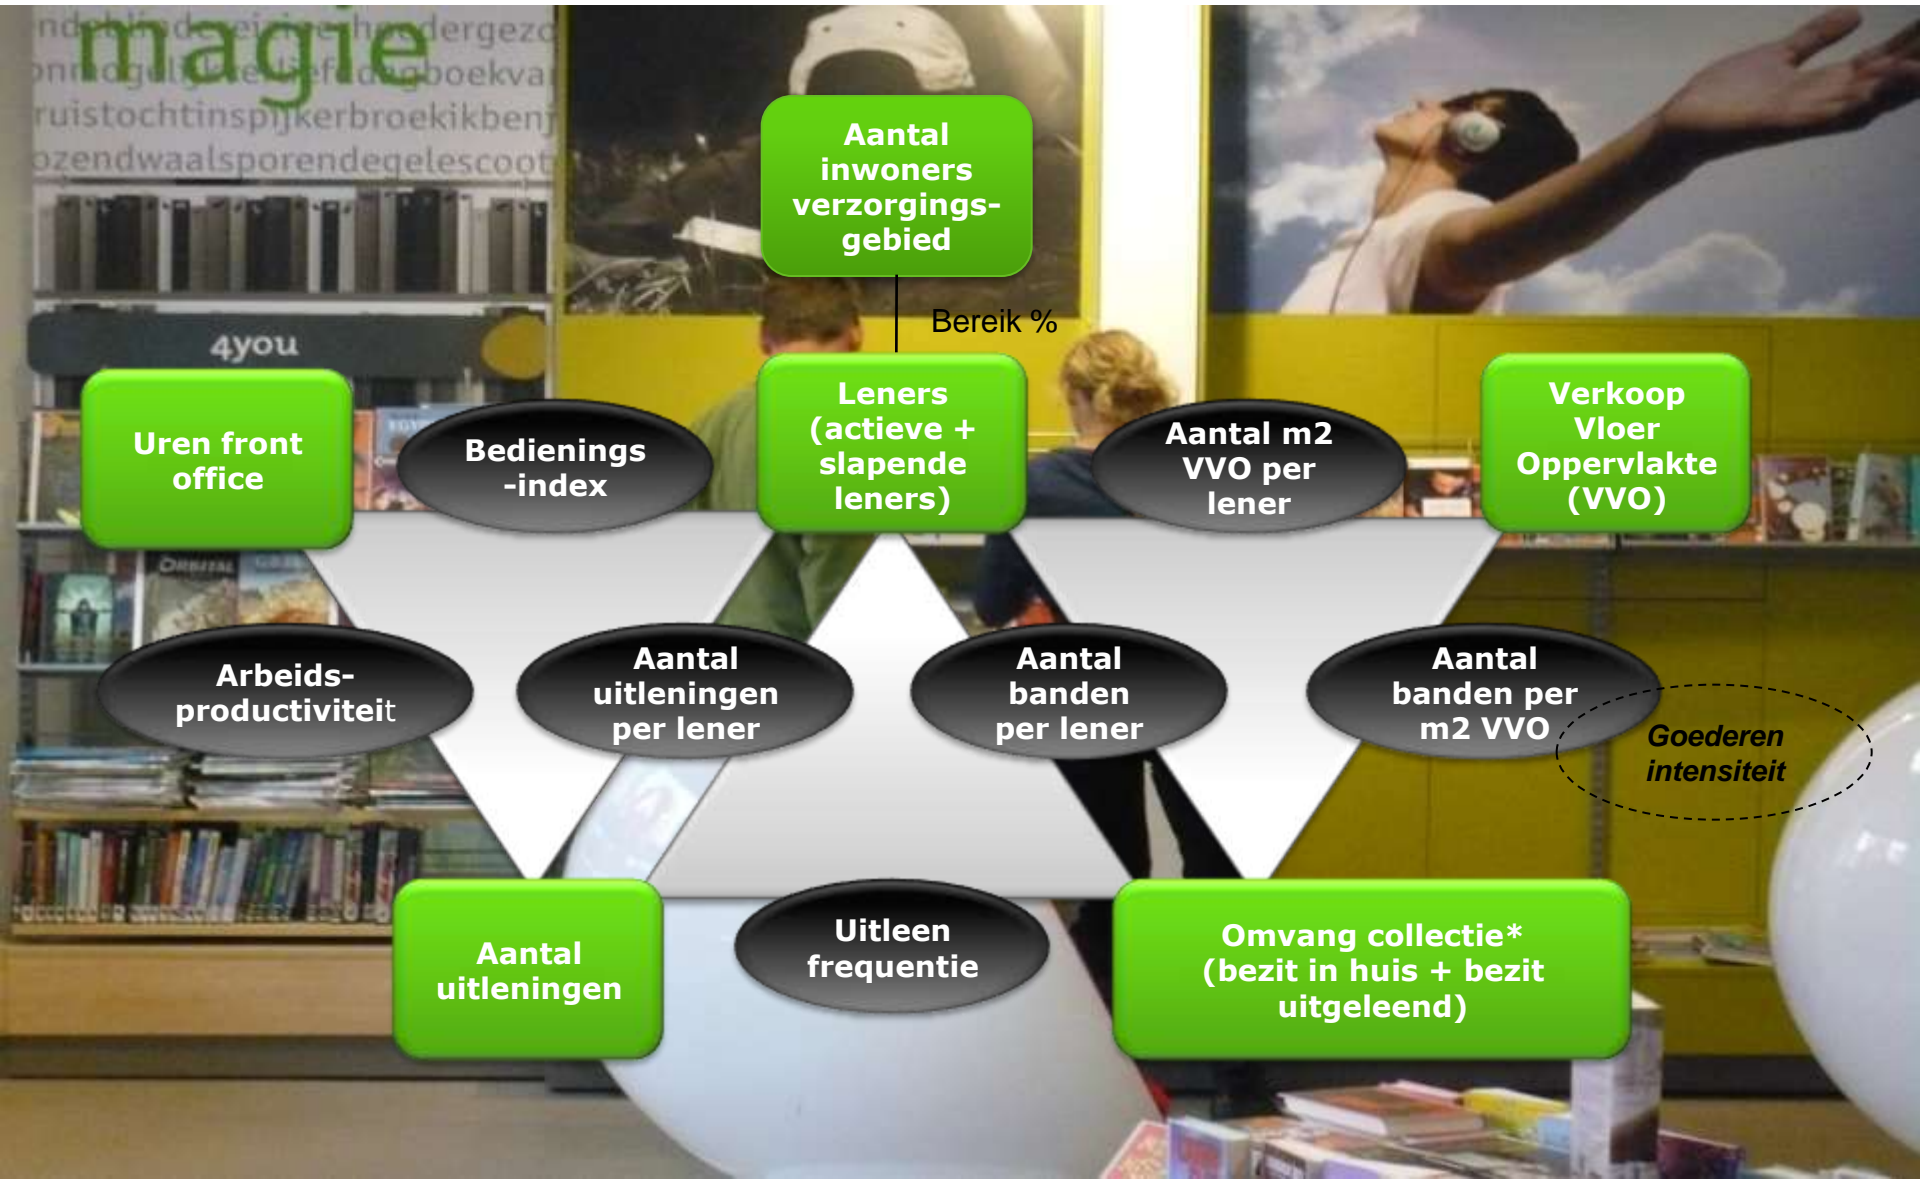 magie
Aantal
inwoners
verzorgings-
gebied
Bereik %
4you
Uren front
office
Bedienings
-index
Leners
(actieve +
slapende
leners)
Aantal m2
VVO per
lener
Verkoop
Vloer
Oppervlakte
(VVO)
ORBITAL
Arbeids-
productiviteit
Aantal
uitleningen
per lener
Aantal
banden
per lener
Aantal
banden per
m2 VVO
Goederen
intensiteit
Aantal
uitleningen
Uitleen
frequentie
Omvang collectie*
(bezit in huis + bezit
uitgeleend)